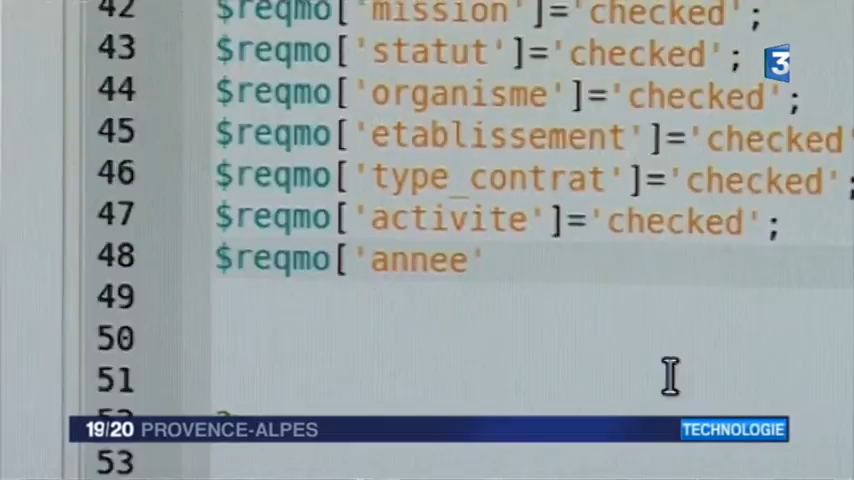 42 $reqmo['mission']='checked';
43 $reqmo['statut']='checked';
3
44 $reqmo['organisme']='checked';
45 $reqmo['etablissement']='checked'
46 $reqmo['type_contrat']='checked';
47 $reqmo['activite']='checked';
48 $reqmo['annee'
49
50
51
52
19/20 PROVENCE-ALPES TECHNOLOGIE
53